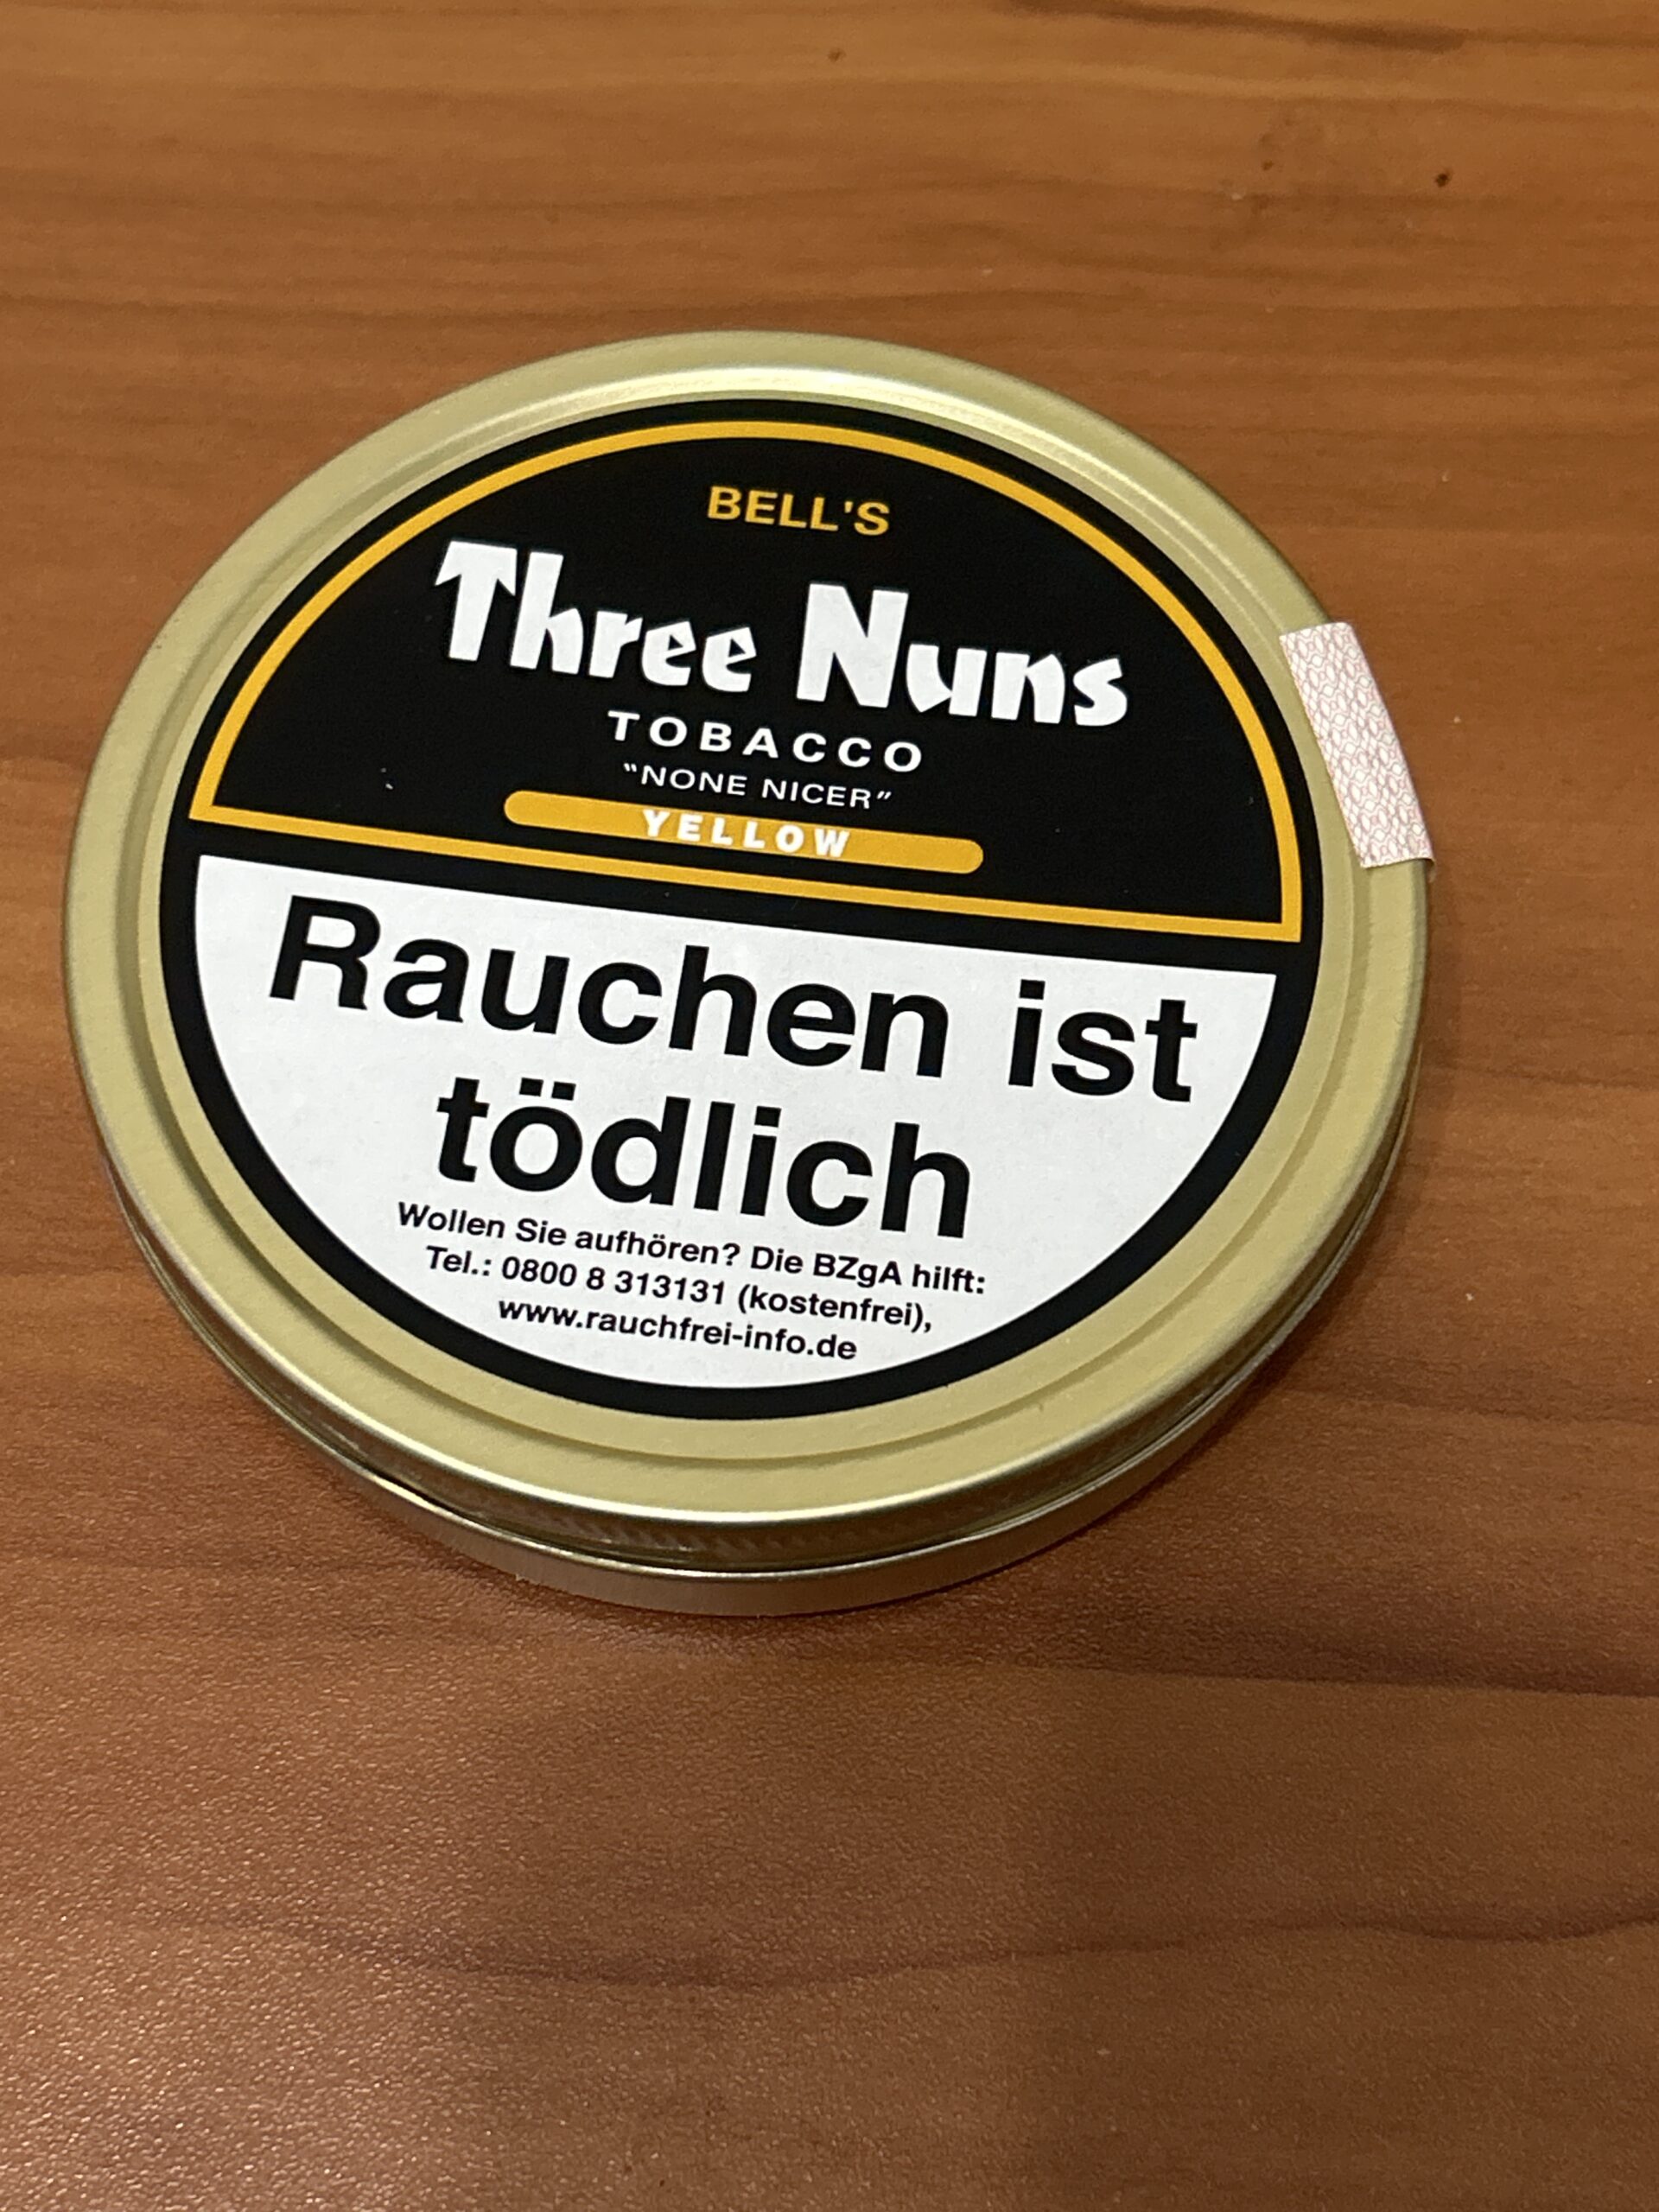 BELL'S
Three Nuns
TOBACCO
"NONE NICER"
YELLOW
Rauchen ist
tödlich
Wollen Sie aufhören? Die BZgA hilft:
Tel.: 0800 8 313131 (kostenfrei),
www.rauchfrei-info.de